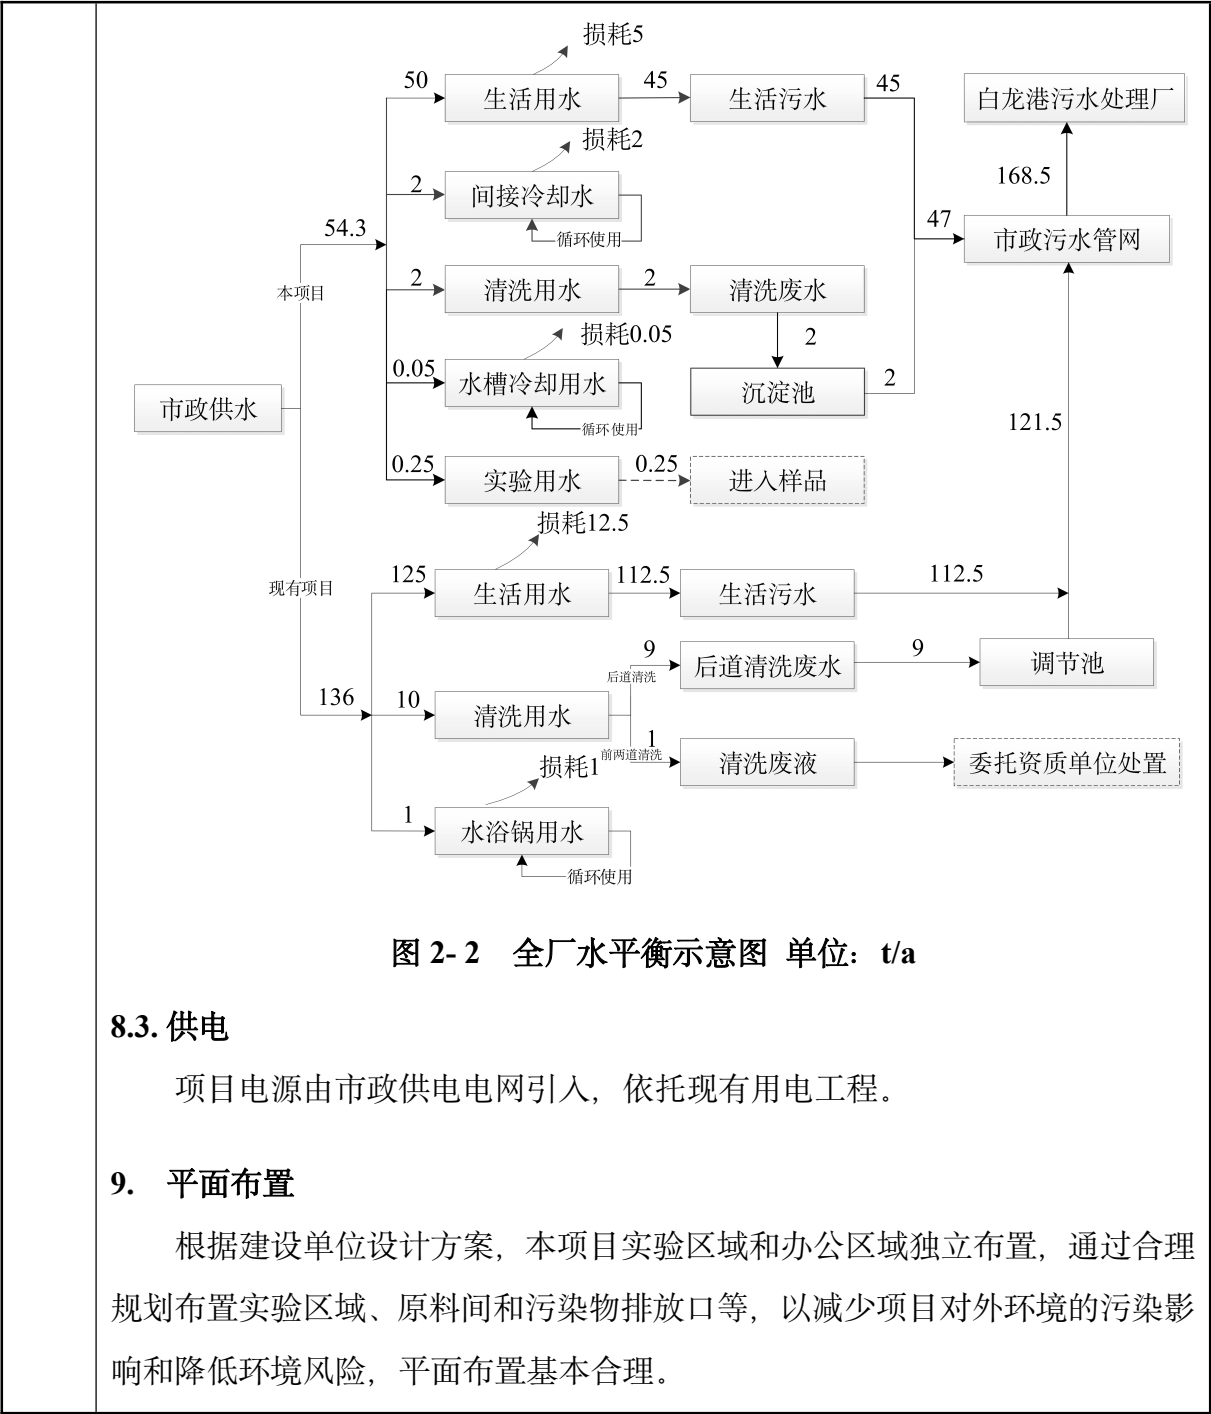 损耗5
50
生活用水
45
生活污水
45
白龙港污水处理厂
损耗2
2
间接冷却水
循环使用
168.5
47
市政污水管网
54.3
本项目
2
清洗用水
2
清洗废水
2
损耗0.05
0.05
水槽冷却用水
循环使用
沉淀池
2
市政供水
121.5
0.25
实验用水
0.25
进入样品
损耗12.5
现有项目
125
生活用水
112.5
生活污水
112.5
136
10
清洗用水
9
后道清洗
后道清洗废水
9
调节池
1
前两道清洗
清洗废液
委托资质单位处置
损耗1
1
水浴锅用水
循环使用
图 2- 2 全厂水平衡示意图 单位：t/a
8.3. 供电
项目电源由市政供电电网引入，依托现有用电工程。
9. 平面布置
根据建设单位设计方案，本项目实验区域和办公区域独立布置，通过合理
规划布置实验区域、原料间和污染物排放口等，以减少项目对外环境的污染影
响和降低环境风险，平面布置基本合理。